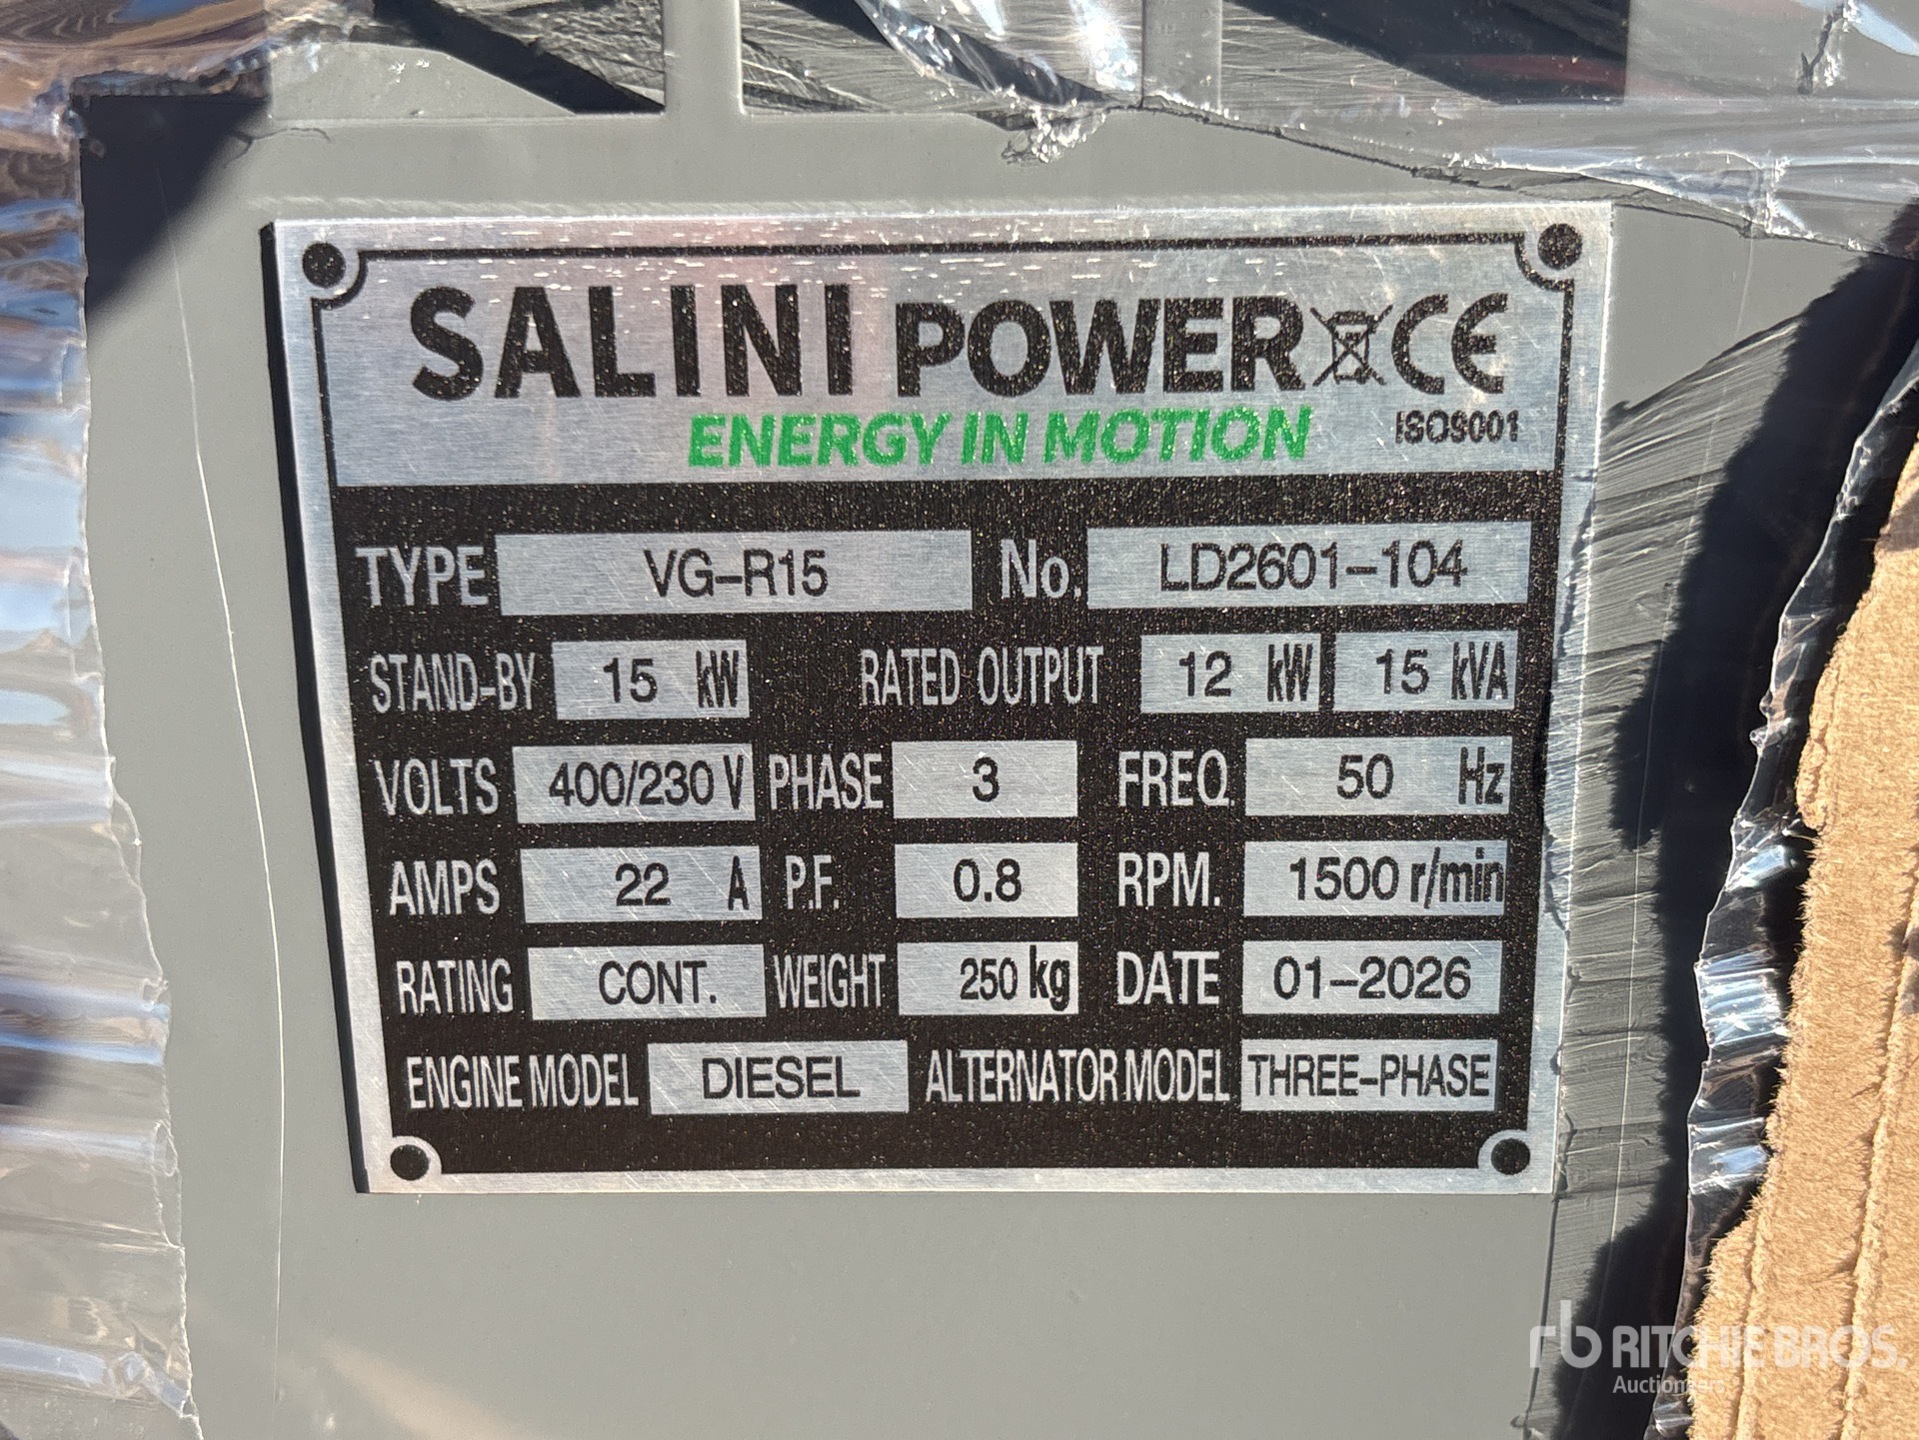 SALINI POWER CE
ENERGY IN MOTION ISO9001
TYPE VG-R15 No. LD2601-104
STAND-BY 15 kW RATED OUTPUT 12 kW 15 kVA
VOLTS 400/230 V PHASE 3 FREQ. 50 Hz
AMPS 22 A P.F. 0.8 RPM. 1500 r/min
RATING CONT. WEIGHT 250 kg DATE 01-2026
ENGINE MODEL DIESEL ALTERNATOR MODEL THREE-PHASE
rb RITCHIE BROS.
Auctioneers